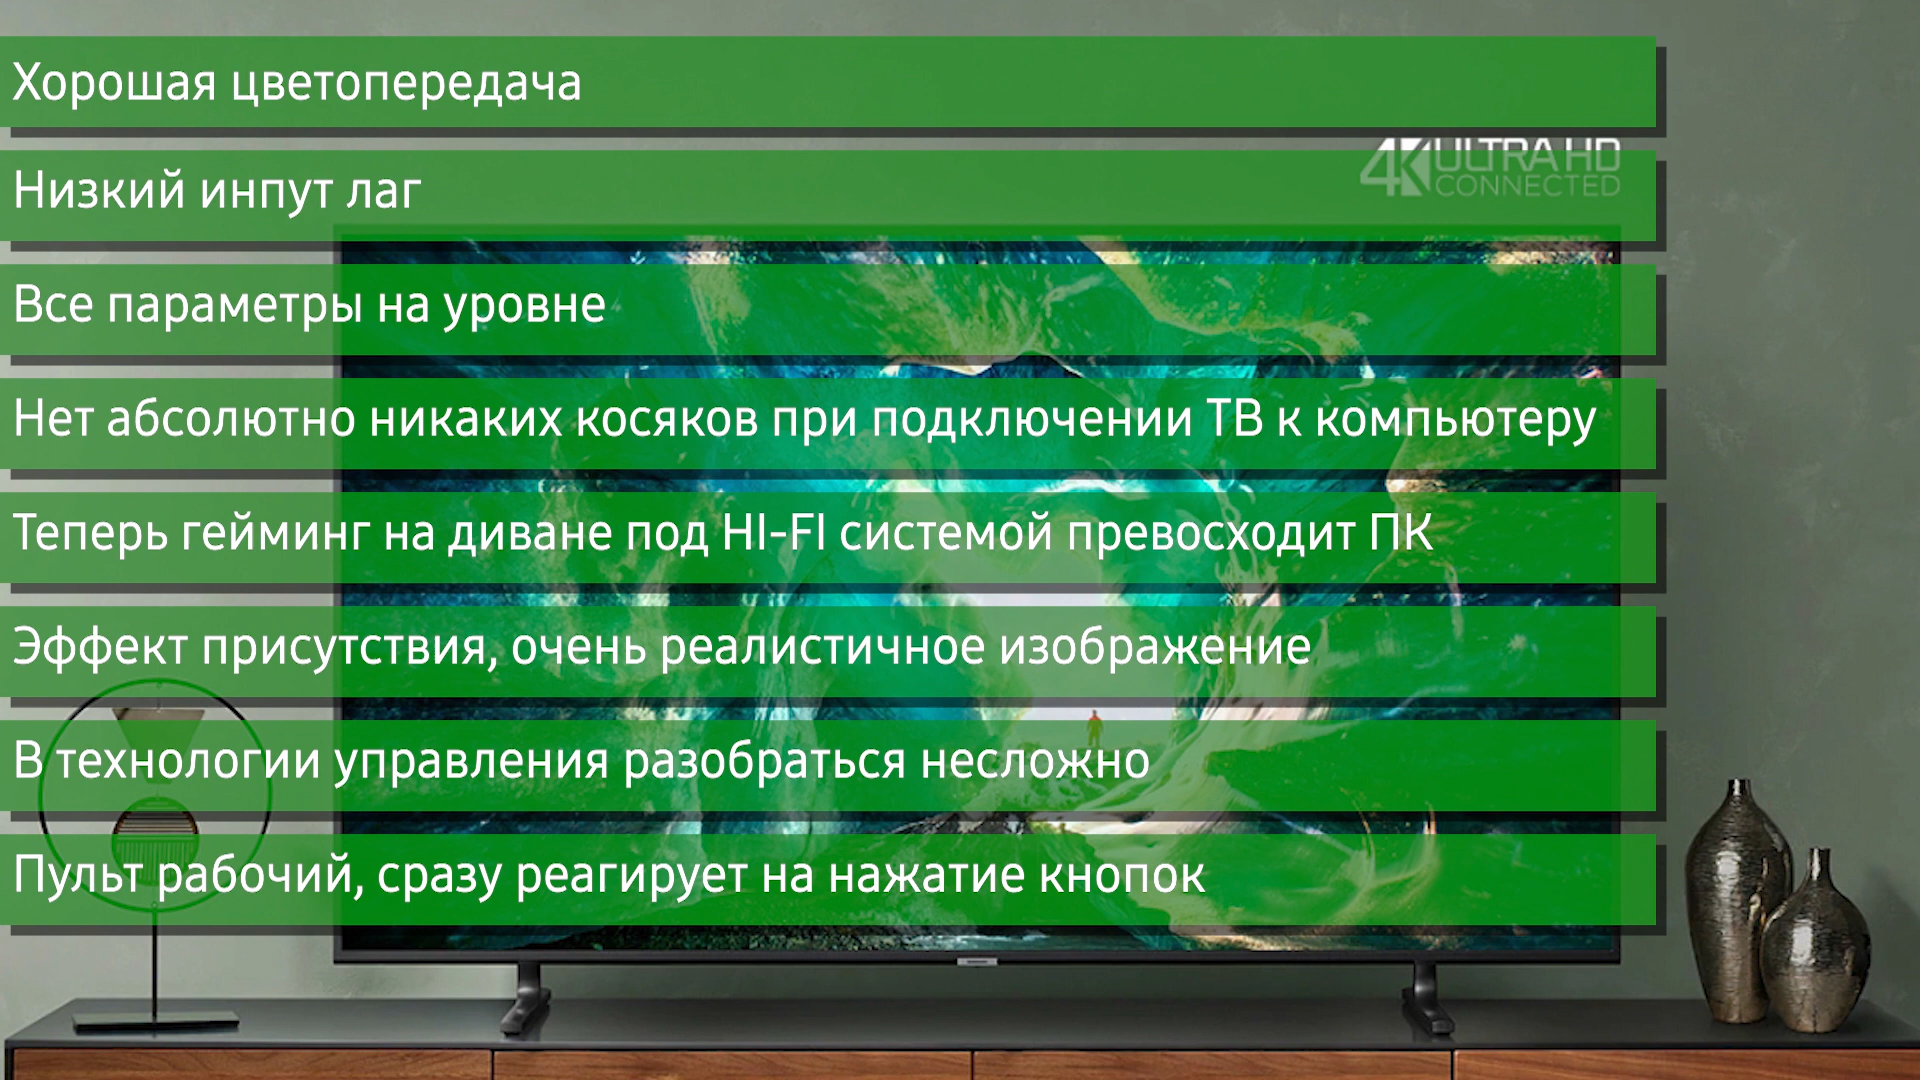 Хорошая цветопередача
4K ULTRA HD
CONNECTED
Низкий инпут лаг
Все параметры на уровне
Нет абсолютно никаких косяков при подключении ТВ к компьютеру
Теперь гейминг на диване под HI-FI системой превосходит ПК
Эффект присутствия, очень реалистичное изображение
В технологии управления разобраться несложно
Пульт рабочий, сразу реагирует на нажатие кнопок